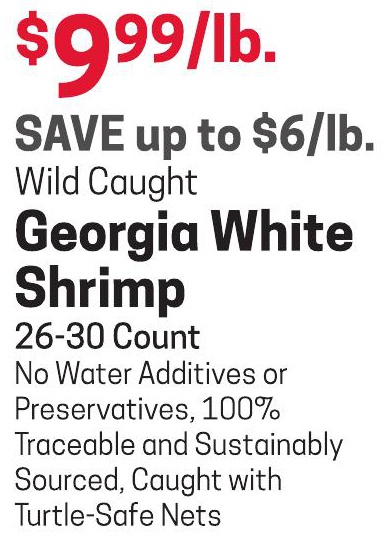 $9.99/lb.
SAVE up to $6/lb.
Wild Caught
Georgia White
Shrimp
26-30 Count
No Water Additives or
Preservatives, 100%
Traceable and Sustainably
Sourced, Caught with
Turtle-Safe Nets